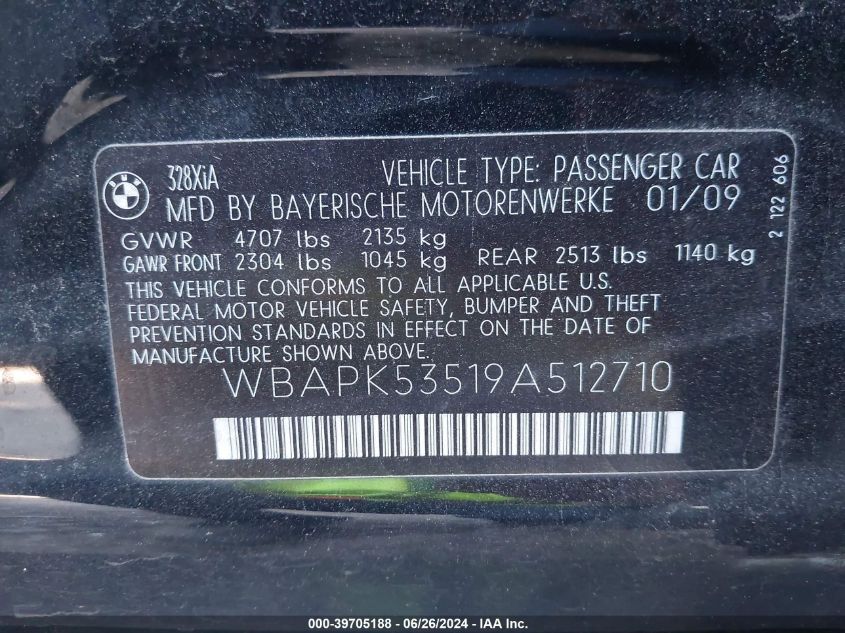 BMW
328XiA VEHICLE TYPE: PASSENGER CAR
MFD BY BAYERISCHE MOTORENWERKE 01/09
GVWR 4707 lbs 2135 kg
GAWR FRONT 2304 lbs 1045 kg REAR 2513 lbs 1140 kg
THIS VEHICLE CONFORMS TO ALL APPLICABLE U.S.
FEDERAL MOTOR VEHICLE SAFETY, BUMPER AND THEFT
PREVENTION STANDARDS IN EFFECT ON THE DATE OF
MANUFACTURE SHOWN ABOVE.
WBAPK53519A512710
2 122 606
000-39705188 - 06/26/2024 - © IAA, Inc.